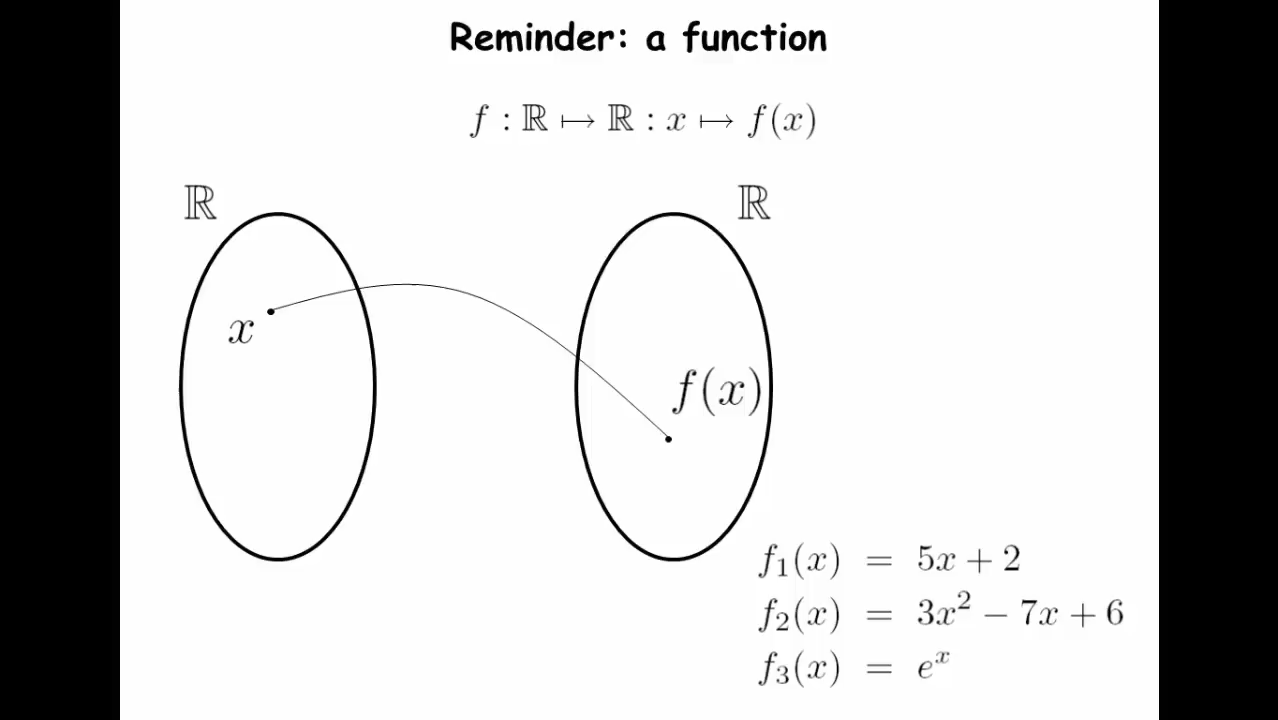 Reminder: a function
f : ℝ ↦ ℝ : x ↦ f(x)
ℝ ℝ
x
f(x)
f₁(x) = 5x + 2
f₂(x) = 3x² − 7x + 6
f₃(x) = eˣ